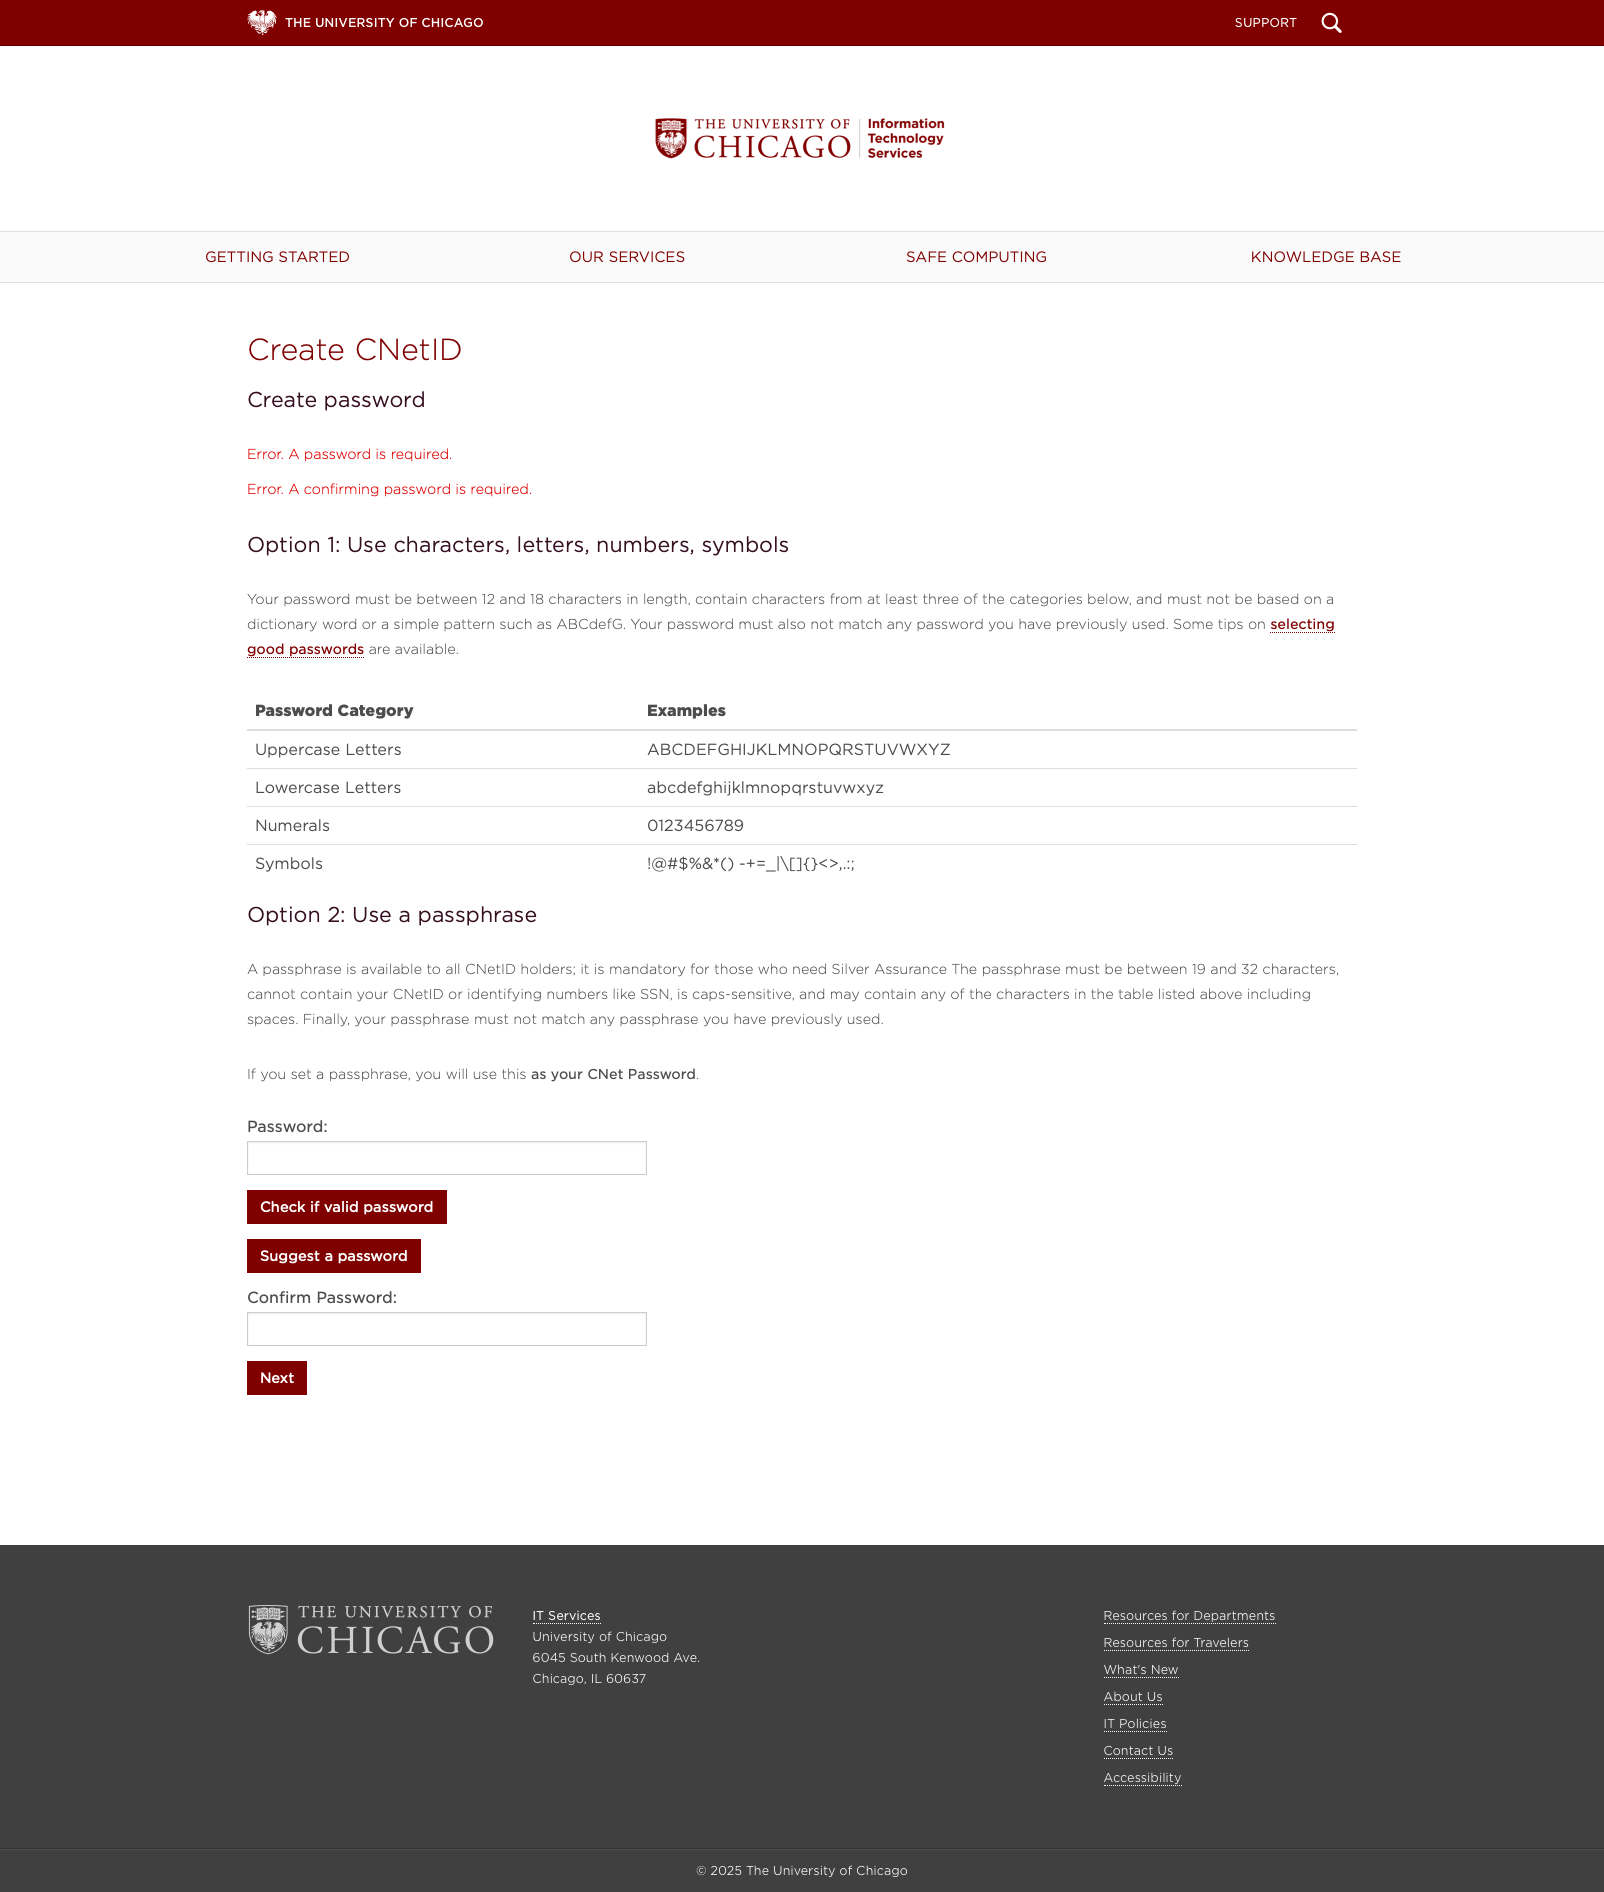 THE UNIVERSITY OF CHICAGO
SUPPORT
THE UNIVERSITY OF
CHICAGO
Information
Technology
Services
GETTING STARTED
OUR SERVICES
SAFE COMPUTING
KNOWLEDGE BASE
Create CNetID
Create password
Error. A password is required.
Error. A confirming password is required.
Option 1: Use characters, letters, numbers, symbols
Your password must be between 12 and 18 characters in length, contain characters from at least three of the categories below, and must not be based on a
dictionary word or a simple pattern such as ABCdefG. Your password must also not match any password you have previously used. Some tips on selecting
good passwords are available.
Password Category Examples
Uppercase Letters ABCDEFGHIJKLMNOPQRSTUVWXYZ
Lowercase Letters abcdefghijklmnopqrstuvwxyz
Numerals 0123456789
Symbols !@#$%&*() -+=_|\[]{}<>,.:;
Option 2: Use a passphrase
A passphrase is available to all CNetID holders; it is mandatory for those who need Silver Assurance The passphrase must be between 19 and 32 characters,
cannot contain your CNetID or identifying numbers like SSN, is caps-sensitive, and may contain any of the characters in the table listed above including
spaces. Finally, your passphrase must not match any passphrase you have previously used.
If you set a passphrase, you will use this as your CNet Password.
Password:
Check if valid password
Suggest a password
Confirm Password:
Next
THE UNIVERSITY OF
CHICAGO
IT Services
University of Chicago
6045 South Kenwood Ave.
Chicago, IL 60637
Resources for Departments
Resources for Travelers
What's New
About Us
IT Policies
Contact Us
Accessibility
© 2025 The University of Chicago